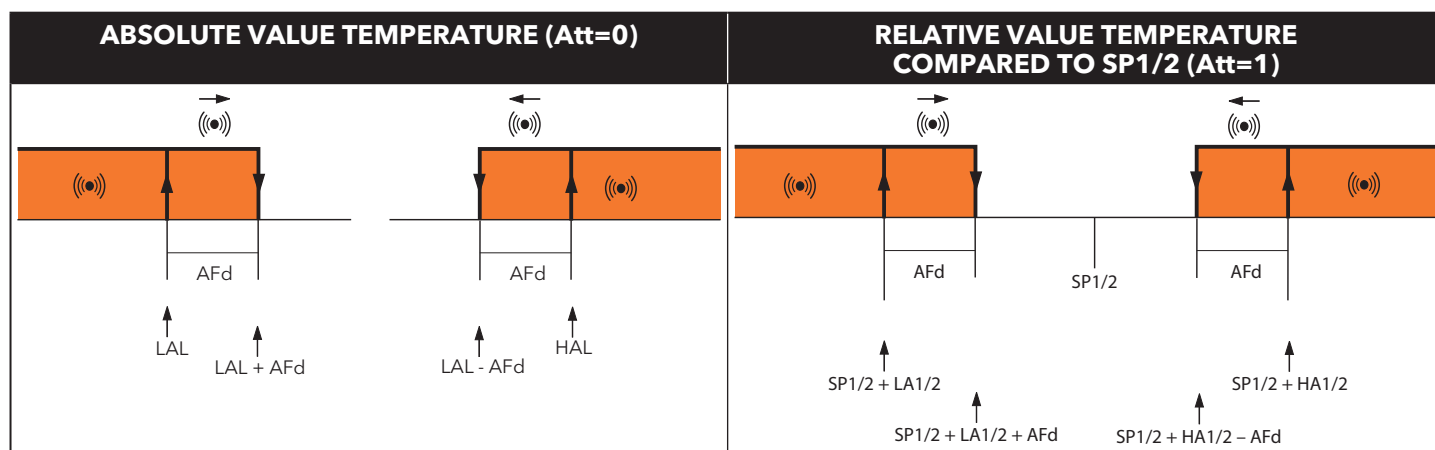 ABSOLUTE VALUE TEMPERATURE (Att=0)
AFd
AFd
LAL
LAL + AFd
LAL - AFd
HAL
RELATIVE VALUE TEMPERATURE
COMPARED TO SP1/2 (Att=1)
AFd
SP1/2
AFd
SP1/2 + LA1/2
SP1/2 + HA1/2
SP1/2 + LA1/2 + AFd
SP1/2 + HA1/2 – AFd